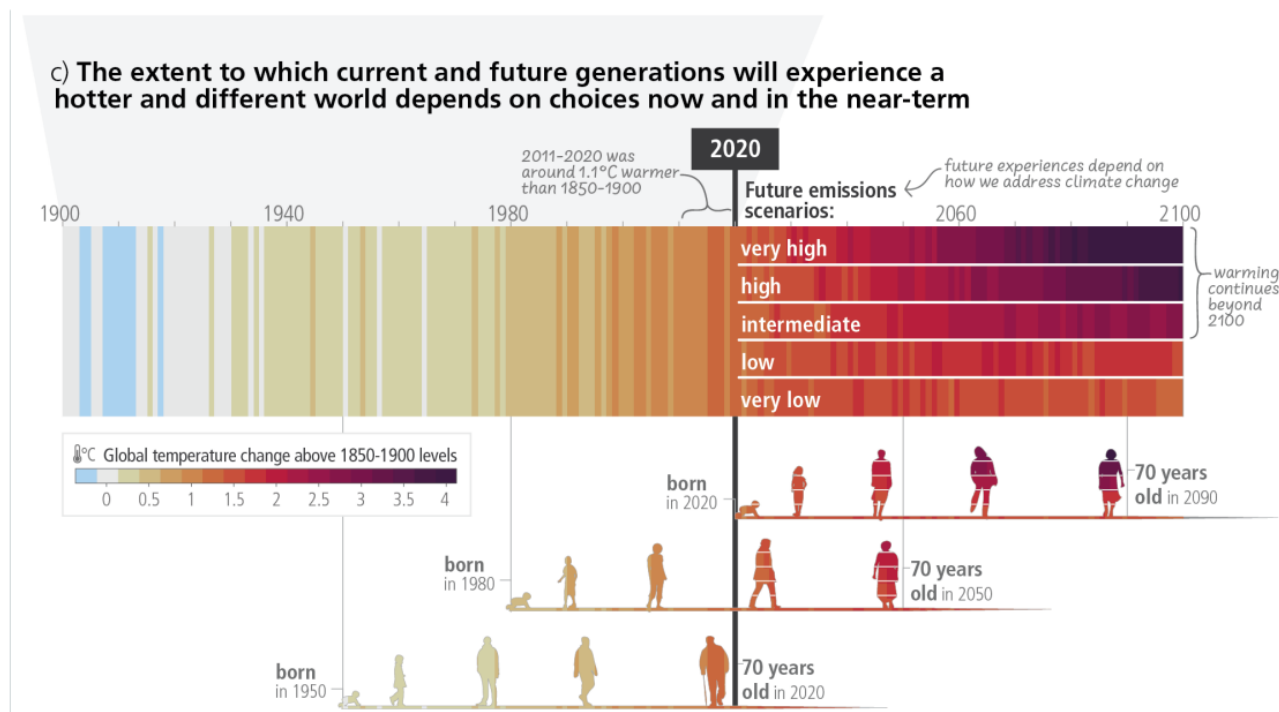 c) The extent to which current and future generations will experience a
hotter and different world depends on choices now and in the near-term
2020
2011-2020 was
around 1.1°C warmer
than 1850-1900
future experiences depend on
how we address climate change
Future emissions
scenarios:
1900
1940
1980
2060
2100
very high
high
intermediate
low
very low
warming
continues
beyond
2100
°C Global temperature change above 1850-1900 levels
0 0.5 1 1.5 2 2.5 3 3.5 4
born
in 2020
70 years
old in 2090
born
in 1980
70 years
old in 2050
born
in 1950
70 years
old in 2020